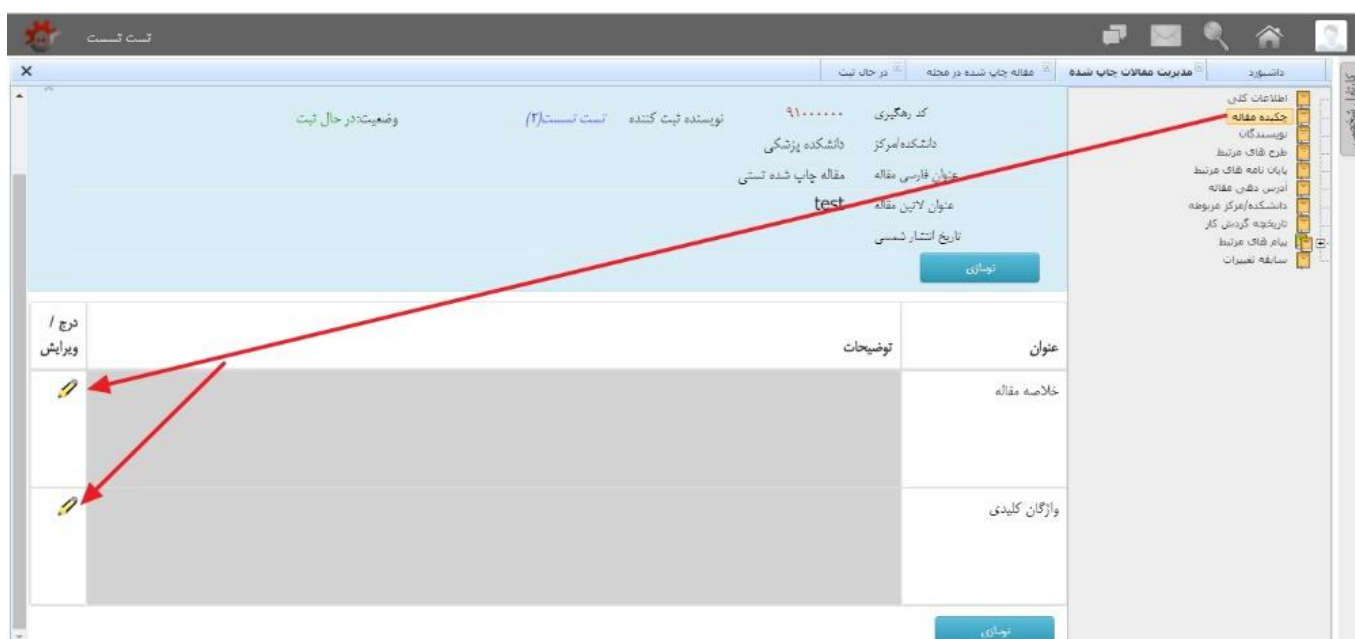 تست تسست
داشبورد
مدیریت مقالات چاپ شده
مقاله چاپ شده در مجله
در حال ثبت
کارتابل شخصی
اطلاعات کلی
چکیده مقاله
نویسندگان
طرح های مرتبط
پایان نامه های مرتبط
آدرس دهی مقاله
دانشکده/مرکز مربوطه
تاریخچه گردش کار
پیام های مرتبط
سابقه تغییرات
کد رهگیری ۹۱۰۰۰۰۰۰ نویسنده ثبت کننده تست تسست(۲) وضعیت:در حال ثبت
دانشکده/مرکز دانشکده پزشکی
عنوان فارسی مقاله مقاله چاپ شده تستی
عنوان لاتین مقاله test
تاریخ انتشار شمسی
نوسازی
عنوان توضیحات درج / ویرایش
خلاصه مقاله
واژگان کلیدی
نوسازی